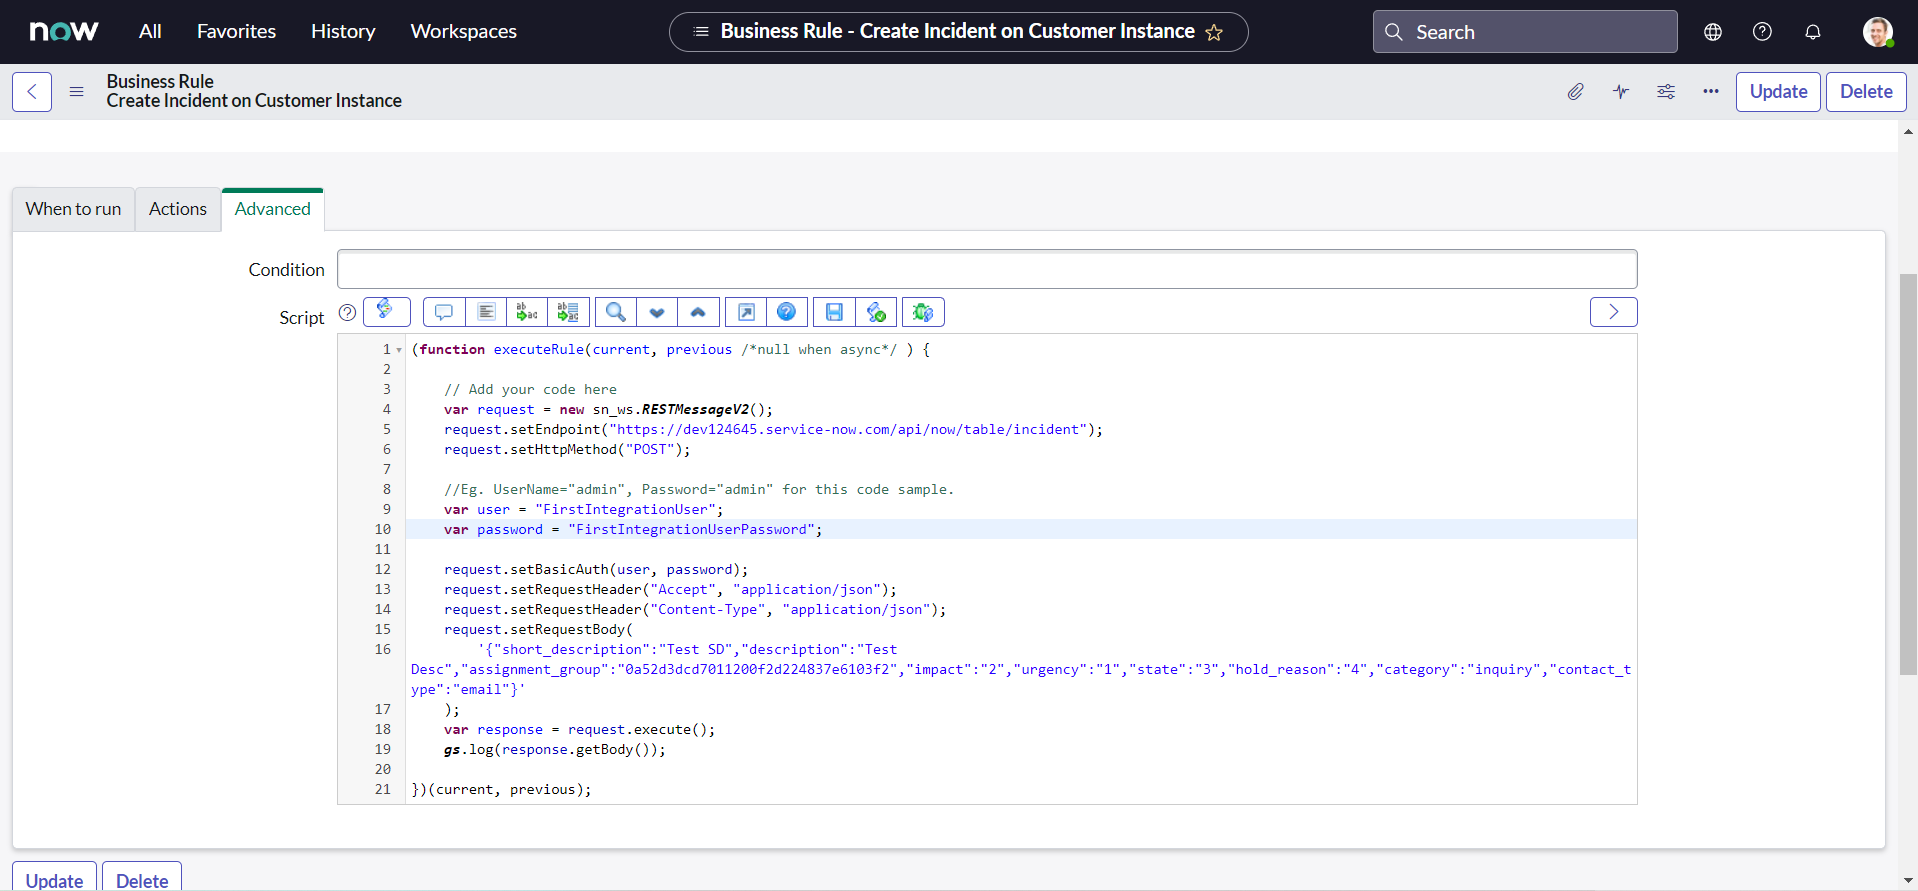 now All Favorites History Workspaces Business Rule - Create Incident on Customer Instance Search
Business Rule
Create Incident on Customer Instance
Update Delete
When to run Actions Advanced
Condition
Script
1 (function executeRule(current, previous /*null when async*/ ) {
2
3 // Add your code here
4 var request = new sn_ws.RESTMessageV2();
5 request.setEndpoint("https://dev124645.service-now.com/api/now/table/incident");
6 request.setHttpMethod("POST");
7
8 //Eg. UserName="admin", Password="admin" for this code sample.
9 var user = "FirstIntegrationUser";
10 var password = "FirstIntegrationUserPassword";
11
12 request.setBasicAuth(user, password);
13 request.setRequestHeader("Accept", "application/json");
14 request.setRequestHeader("Content-Type", "application/json");
15 request.setRequestBody(
16 '{"short_description":"Test SD","description":"Test
Desc","assignment_group":"0a52d3dcd7011200f2d224837e6103f2","impact":"2","urgency":"1","state":"3","hold_reason":"4","category":"inquiry","contact_t
ype":"email"}'
17 );
18 var response = request.execute();
19 gs.log(response.getBody());
20
21 })(current, previous);
Update Delete